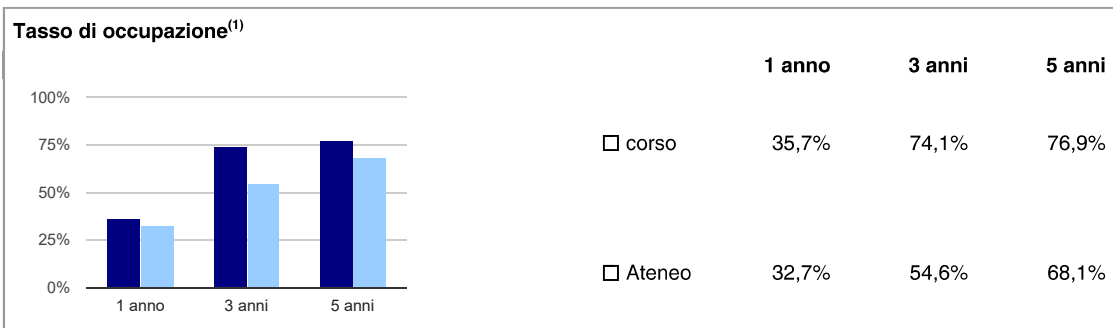 Tasso di occupazione(1)
1 anno 3 anni 5 anni
100%
75%
50%
25%
0%
1 anno 3 anni 5 anni
corso 35,7% 74,1% 76,9%
Ateneo 32,7% 54,6% 68,1%